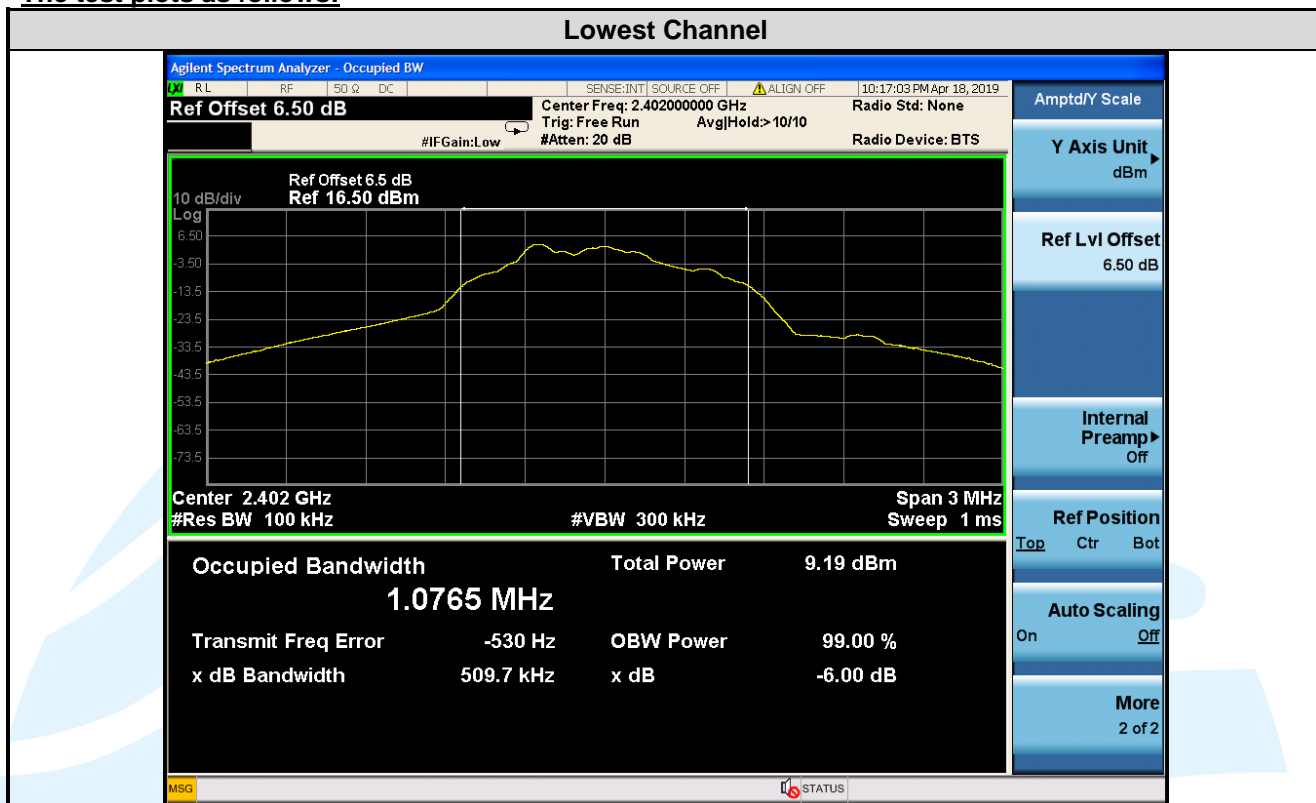 The test plots as follows:
Lowest Channel
Agilent Spectrum Analyzer - Occupied BW
LXI RL RF 50 Ω DC SENSE:INT SOURCE OFF ALIGN OFF 10:17:03 PM Apr 18, 2019
Ref Offset 6.50 dB
Center Freq: 2.402000000 GHz
Radio Std: None
Trig: Free Run
Avg|Hold:>10/10
#IFGain:Low
#Atten: 20 dB
Radio Device: BTS
Ref Offset 6.5 dB
10 dB/div
Ref 16.50 dBm
Log
6.50
-3.50
-13.5
-23.5
-33.5
-43.5
-53.5
-63.5
-73.5
Center 2.402 GHz
Span 3 MHz
#Res BW 100 kHz
#VBW 300 kHz
Sweep 1 ms
Occupied Bandwidth
Total Power 9.19 dBm
1.0765 MHz
Transmit Freq Error -530 Hz
OBW Power 99.00 %
x dB Bandwidth 509.7 kHz
x dB -6.00 dB
MSG
STATUS
Amptd/Y Scale
Y Axis Unit
dBm
Ref Lvl Offset
6.50 dB
Internal
Preamp
Off
Ref Position
Top Ctr Bot
Auto Scaling
On Off
More
2 of 2